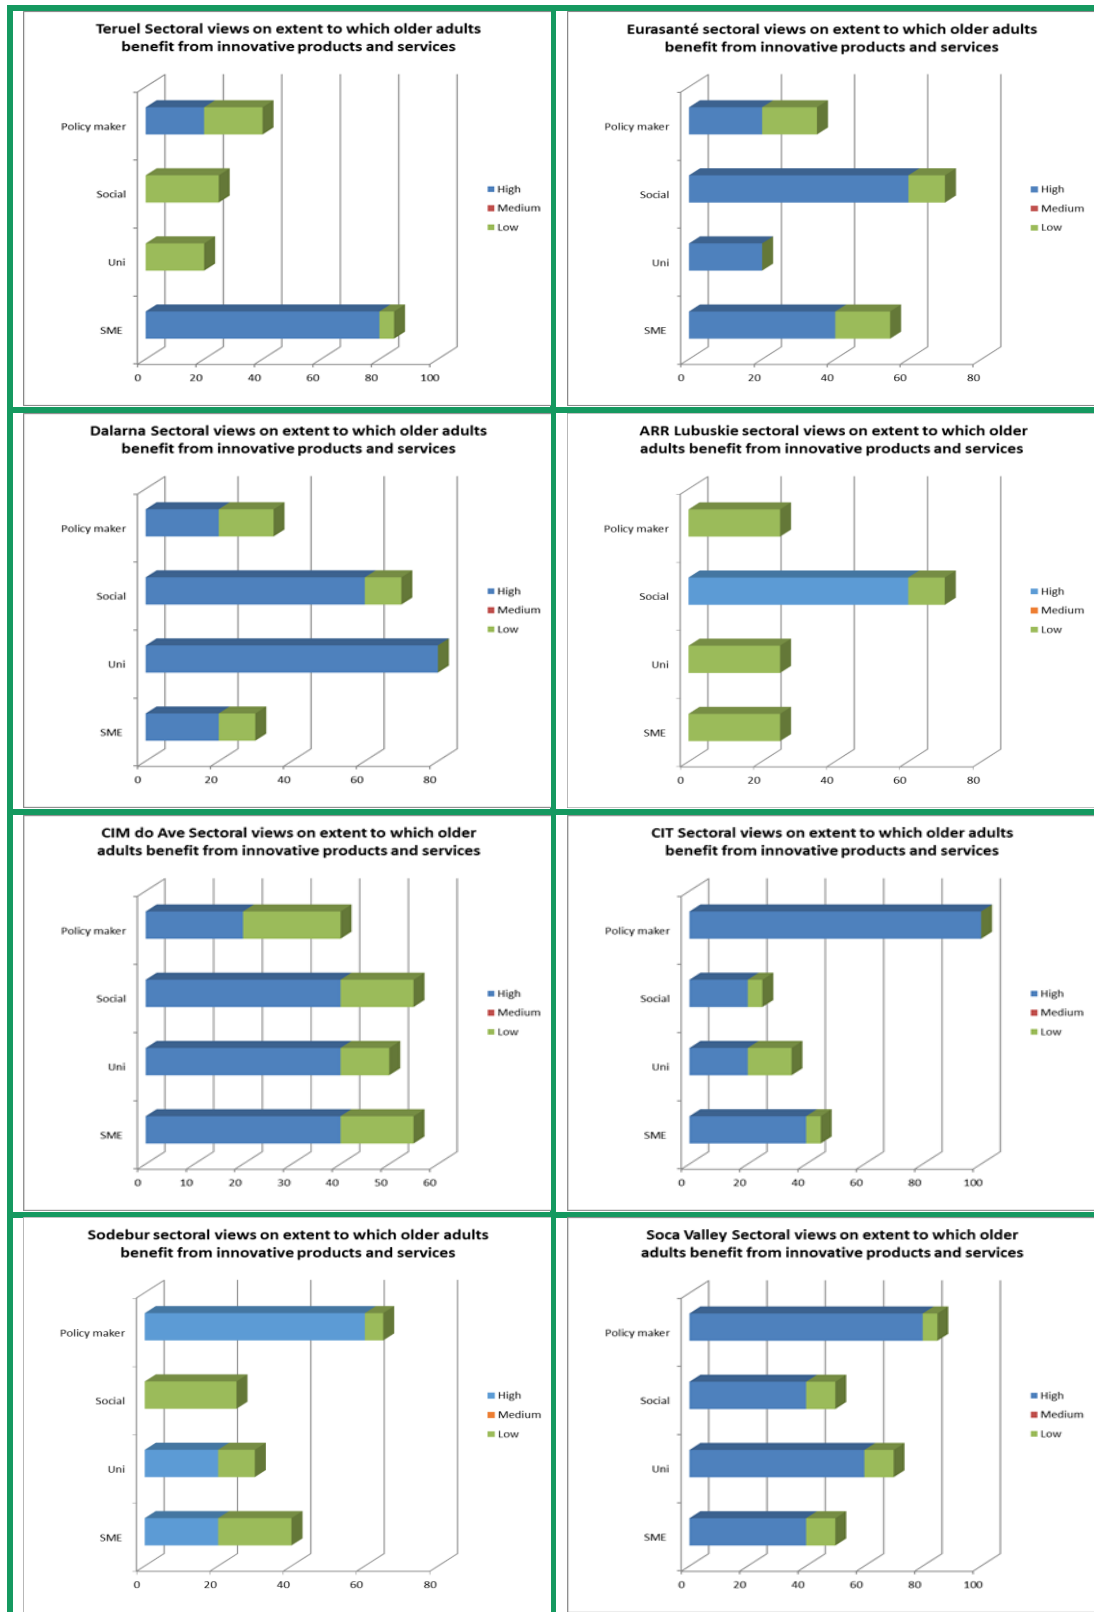 Teruel Sectoral views on extent to which older adults
benefit from innovative products and services
Policy maker
Social
Uni
SME
0 20 40 60 80 100
High
Medium
Low
Eurasanté sectoral views on extent to which older adults
benefit from innovative products and services
Policy maker
Social
Uni
SME
0 20 40 60 80
High
Medium
Low
Dalarna Sectoral views on extent to which older adults
benefit from innovative products and services
Policy maker
Social
Uni
SME
0 20 40 60 80
High
Medium
Low
ARR Lubuskie sectoral views on extent to which older
adults benefit from innovative products and services
Policy maker
Social
Uni
SME
0 20 40 60 80
High
Medium
Low
CIM do Ave Sectoral views on extent to which older
adults benefit from innovative products and services
Policy maker
Social
Uni
SME
0 10 20 30 40 50 60
High
Medium
Low
CIT Sectoral views on extent to which older adults
benefit from innovative products and services
Policy maker
Social
Uni
SME
0 20 40 60 80 100
High
Medium
Low
Sodebur sectoral views on extent to which older adults
benefit from innovative products and services
Policy maker
Social
Uni
SME
0 20 40 60 80
High
Medium
Low
Soca Valley Sectoral views on extent to which older
adults benefit from innovative products and services
Policy maker
Social
Uni
SME
0 20 40 60 80 100
High
Medium
Low